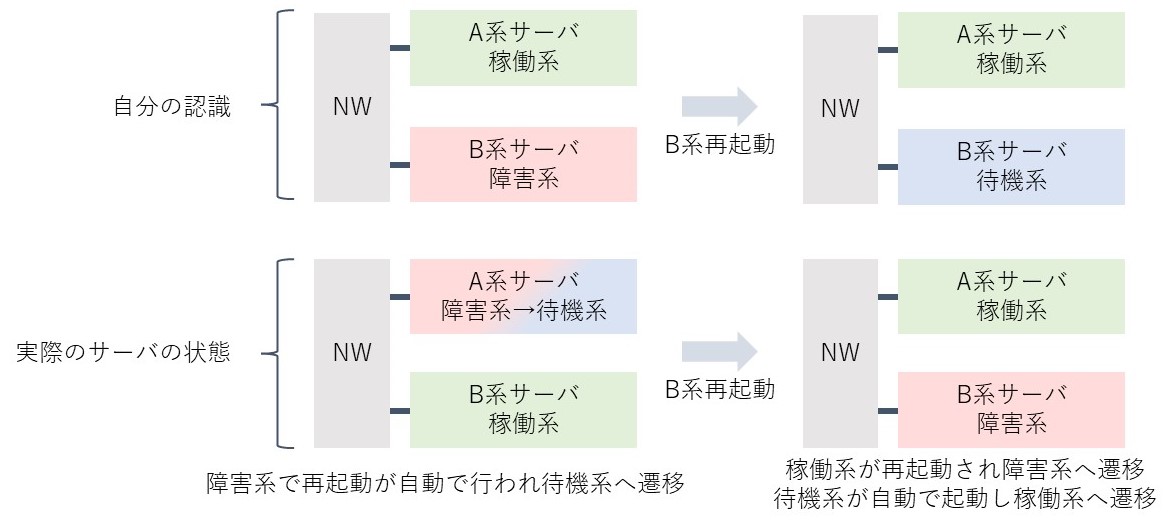 自分の認識
NW
A系サーバ
稼働系
B系サーバ
障害系
B系再起動
NW
A系サーバ
稼働系
B系サーバ
待機系
実際のサーバの状態
NW
A系サーバ
障害系→待機系
B系サーバ
稼働系
B系再起動
NW
A系サーバ
稼働系
B系サーバ
障害系
障害系で再起動が自動で行われ待機系へ遷移
稼働系が再起動され障害系へ遷移
待機系が自動で起動し稼働系へ遷移